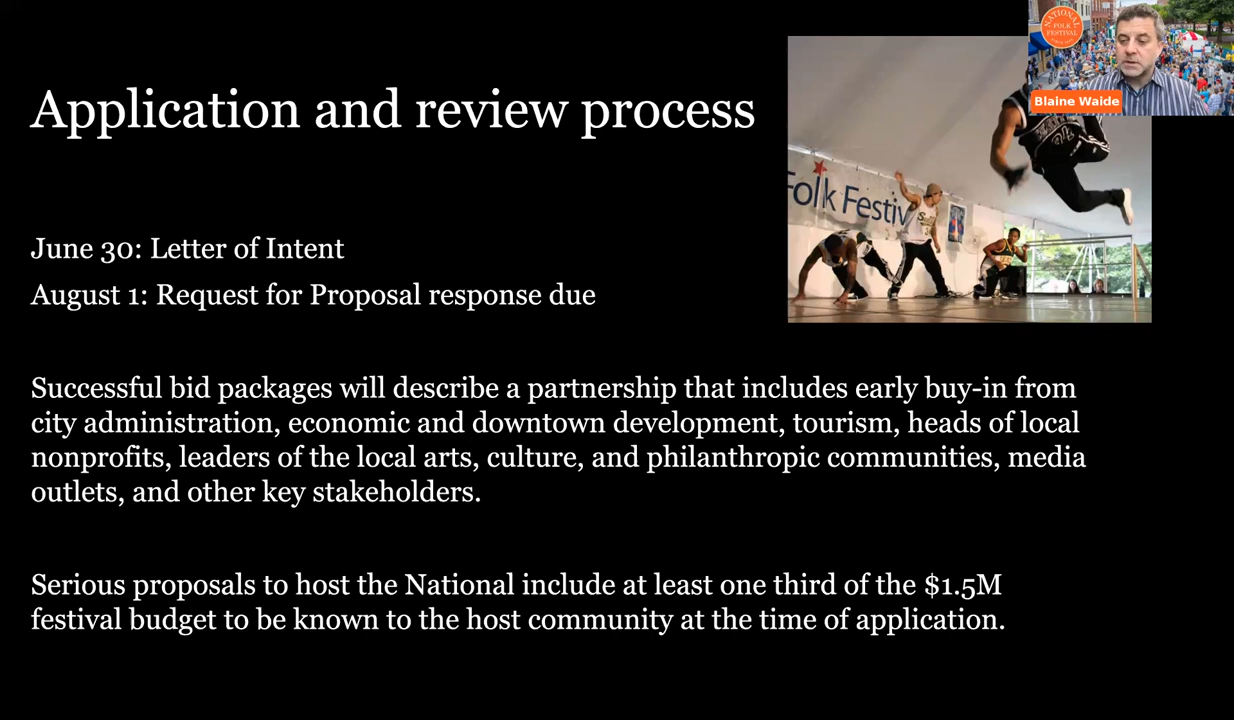 Application and review process
NATIONAL
FOLK
FESTIVAL
Blaine Waide
Folk Festiv
June 30: Letter of Intent
August 1: Request for Proposal response due
Successful bid packages will describe a partnership that includes early buy-in from
city administration, economic and downtown development, tourism, heads of local
nonprofits, leaders of the local arts, culture, and philanthropic communities, media
outlets, and other key stakeholders.
Serious proposals to host the National include at least one third of the $1.5M
festival budget to be known to the host community at the time of application.